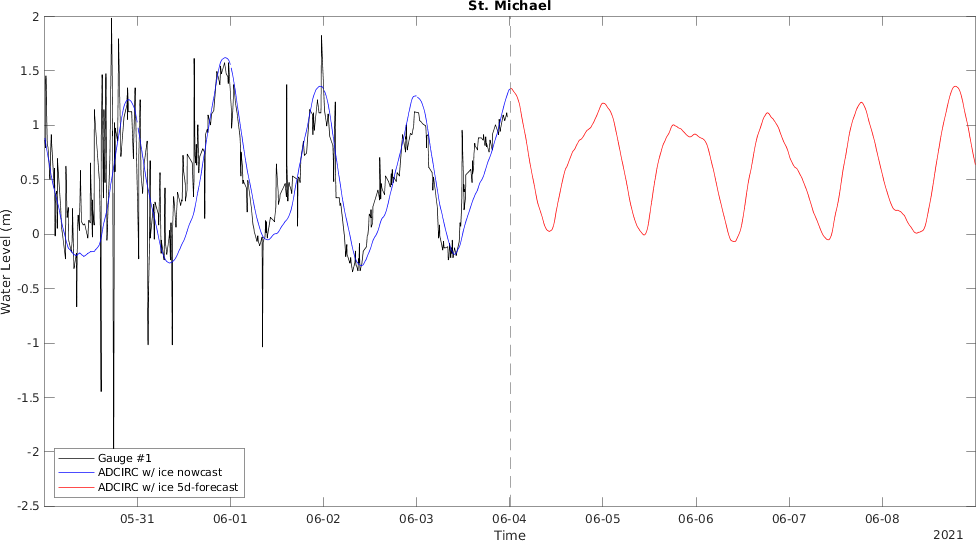 St. Michael
2
1.5
1
0.5
0
-0.5
-1
-1.5
-2
-2.5
Water Level (m)
Gauge #1
ADCIRC w/ ice nowcast
ADCIRC w/ ice 5d-forecast
05-31 06-01 06-02 06-03 06-04 06-05 06-06 06-07 06-08
Time
2021